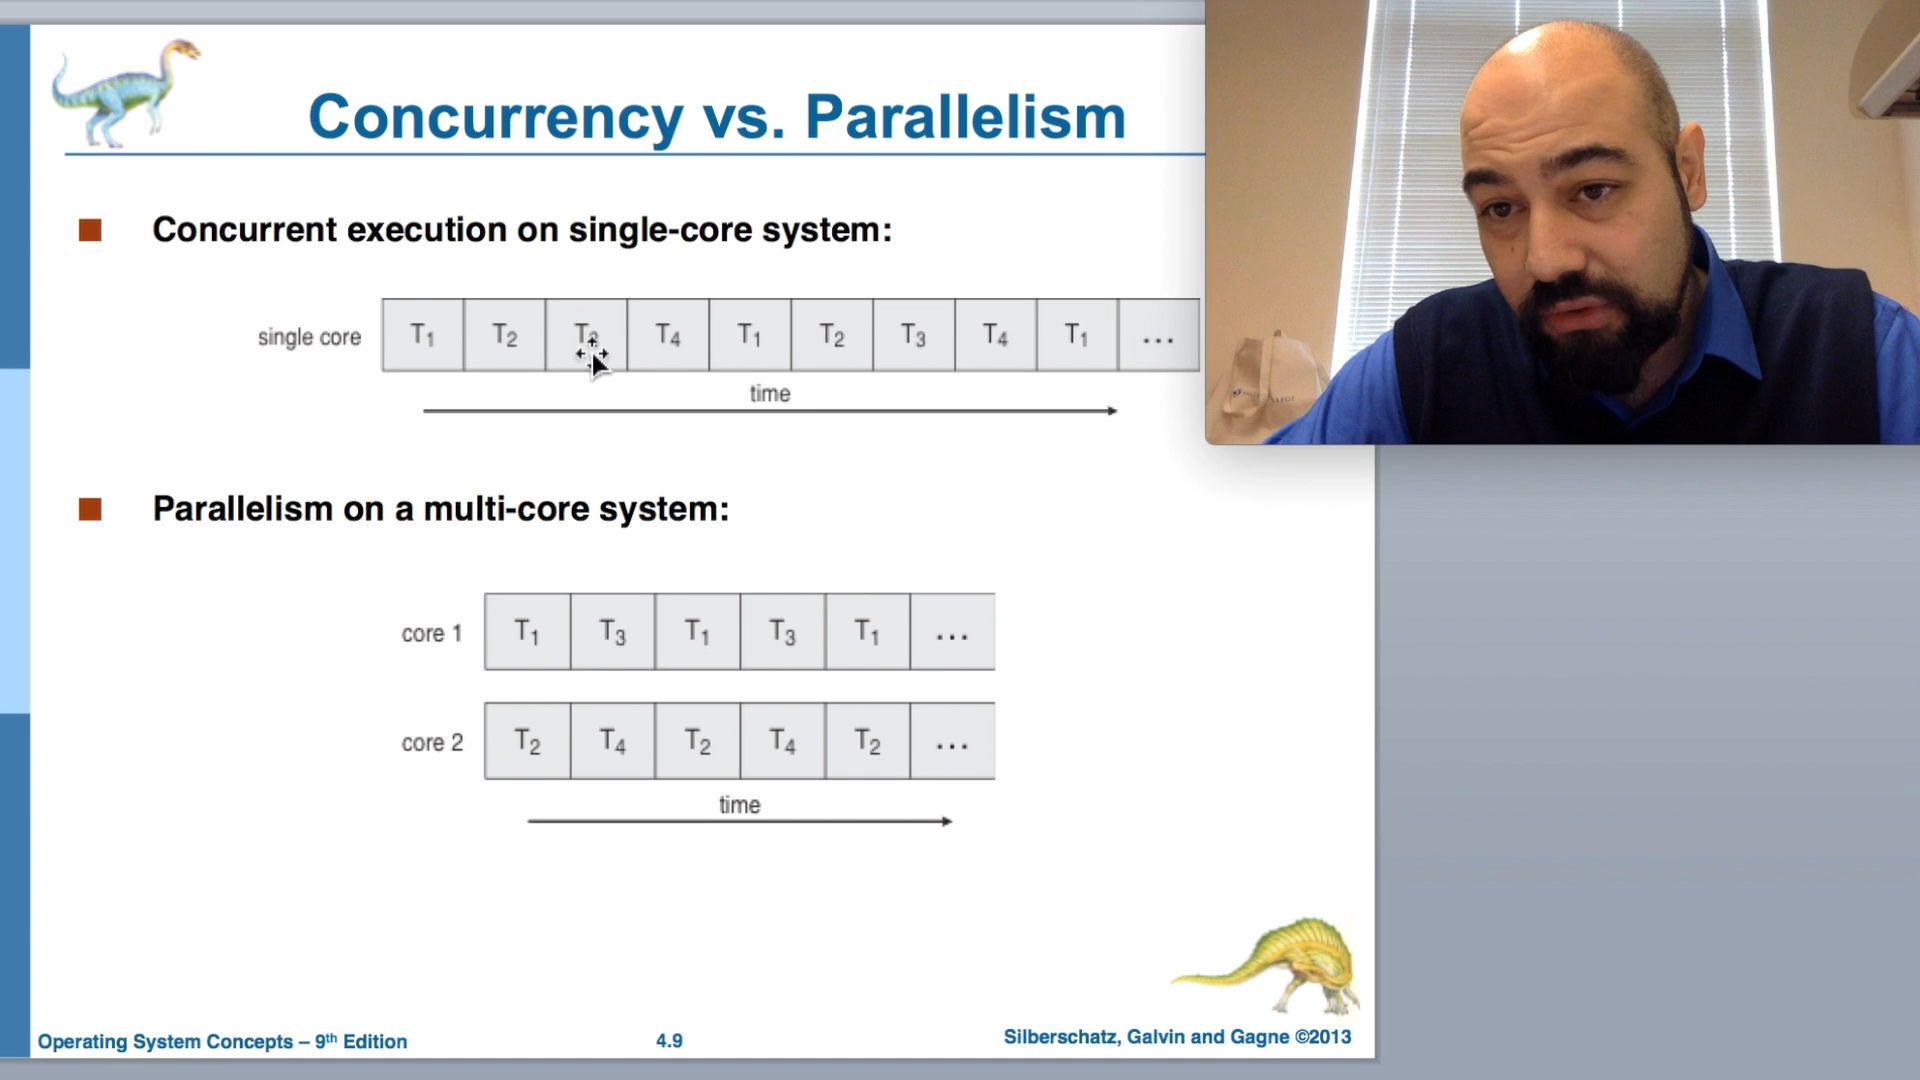 Concurrency vs. Parallelism
Concurrent execution on single-core system:
single core T1 T2 T3 T4 T1 T2 T3 T4 T1 ...
time
Parallelism on a multi-core system:
core 1 T1 T3 T1 T3 T1 ...
core 2 T2 T4 T2 T4 T2 ...
time
Operating System Concepts – 9th Edition 4.9 Silberschatz, Galvin and Gagne ©2013